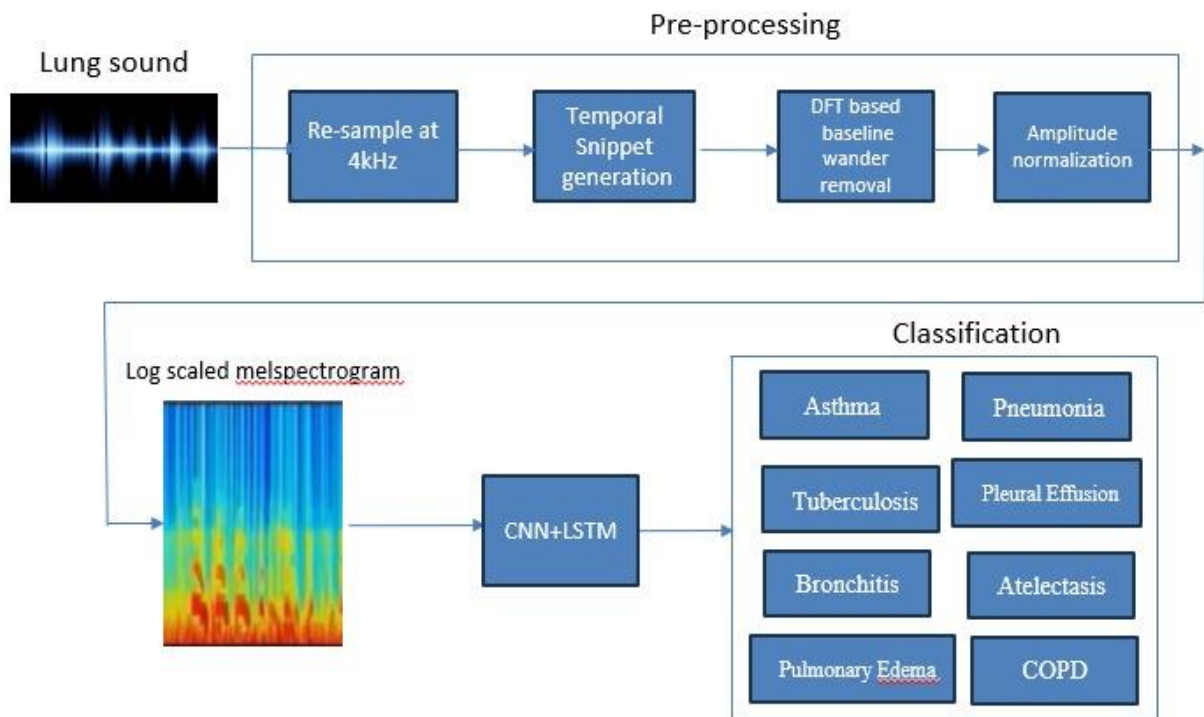 Pre-processing
Lung sound
Re-sample at
4kHz
Temporal
Snippet
generation
DFT based
baseline
wander
removal
Amplitude
normalization
Classification
Log scaled melspectrogram
CNN+LSTM
Asthma
Pneumonia
Tuberculosis
Pleural Effusion
Bronchitis
Atelectasis
Pulmonary Edema
COPD